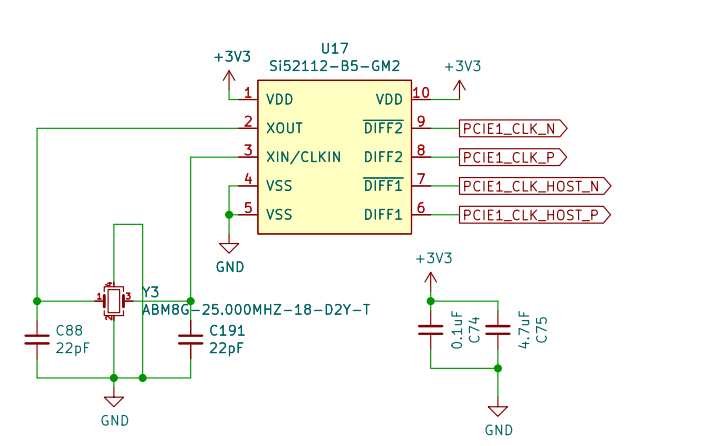 U17
Si52112-B5-GM2
+3V3
+3V3
1 VDD VDD 10
2 XOUT DIFF2 9 PCIE1_CLK_N
3 XIN/CLKIN DIFF2 8 PCIE1_CLK_P
4 VSS DIFF1 7 PCIE1_CLK_HOST_N
5 VSS DIFF1 6 PCIE1_CLK_HOST_P
GND
+3V3
4
1 3
2
Y3
ABM8G-25.000MHZ-18-D2Y-T
C88
22pF
C191
22pF
0.1uF
C74
4.7uF
C75
GND
GND